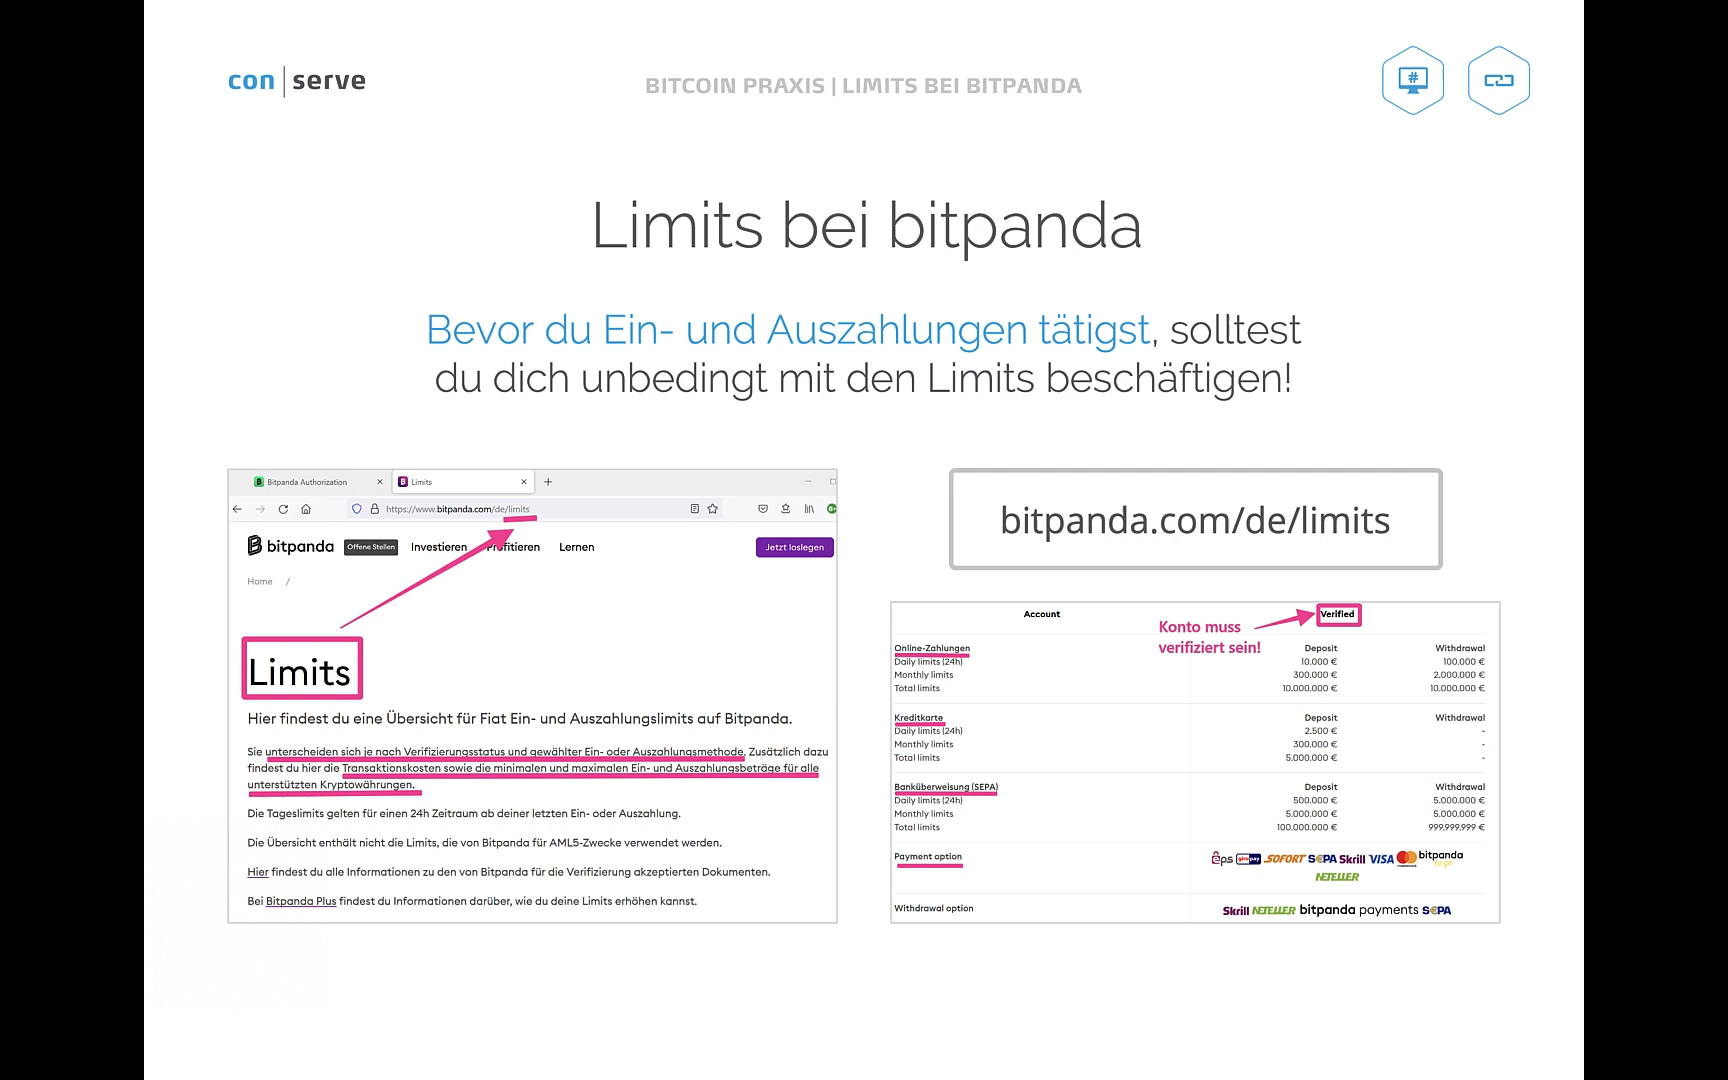 con serve
BITCOIN PRAXIS | LIMITS BEI BITPANDA
#
Limits bei bitpanda
Bevor du Ein- und Auszahlungen tätigst, solltest
du dich unbedingt mit den Limits beschäftigen!
Bitpanda Authorization
Limits
https://www.bitpanda.com/de/limits
bitpanda Offene Stellen Investieren Profitieren Lernen Jetzt loslegen
Home /
Limits
Hier findest du eine Übersicht für Fiat Ein- und Auszahlungslimits auf Bitpanda.
Sie unterscheiden sich je nach Verifizierungsstatus und gewählter Ein- oder Auszahlungsmethode. Zusätzlich dazu
findest du hier die Transaktionskosten sowie die minimalen und maximalen Ein- und Auszahlungsbeträge für alle
unterstützten Kryptowährungen.
Die Tageslimits gelten für einen 24h Zeitraum ab deiner letzten Ein- oder Auszahlung.
Die Übersicht enthält nicht die Limits, die von Bitpanda für AML5-Zwecke verwendet werden.
Hier findest du alle Informationen zu den von Bitpanda für die Verifizierung akzeptierten Dokumenten.
Bei Bitpanda Plus findest du Informationen darüber, wie du deine Limits erhöhen kannst.
bitpanda.com/de/limits
Account Verified
Konto muss
verifiziert sein!
Online-Zahlungen Deposit Withdrawal
Daily limits (24h) 10.000 € 100.000 €
Monthly limits 300.000 € 2.000.000 €
Total limits 10.000.000 € 10.000.000 €
Kreditkarte Deposit Withdrawal
Daily limits (24h) 2.500 € -
Monthly limits 300.000 € -
Total limits 5.000.000 € -
Banküberweisung (SEPA) Deposit Withdrawal
Daily limits (24h) 500.000 € 5.000.000 €
Monthly limits 5.000.000 € 5.000.000 €
Total limits 100.000.000 € 999.999.999 €
Payment option eps giropay SOFORT S€PA Skrill VISA mastercard bitpanda to go
NETELLER
Withdrawal option Skrill NETELLER bitpanda payments S€PA